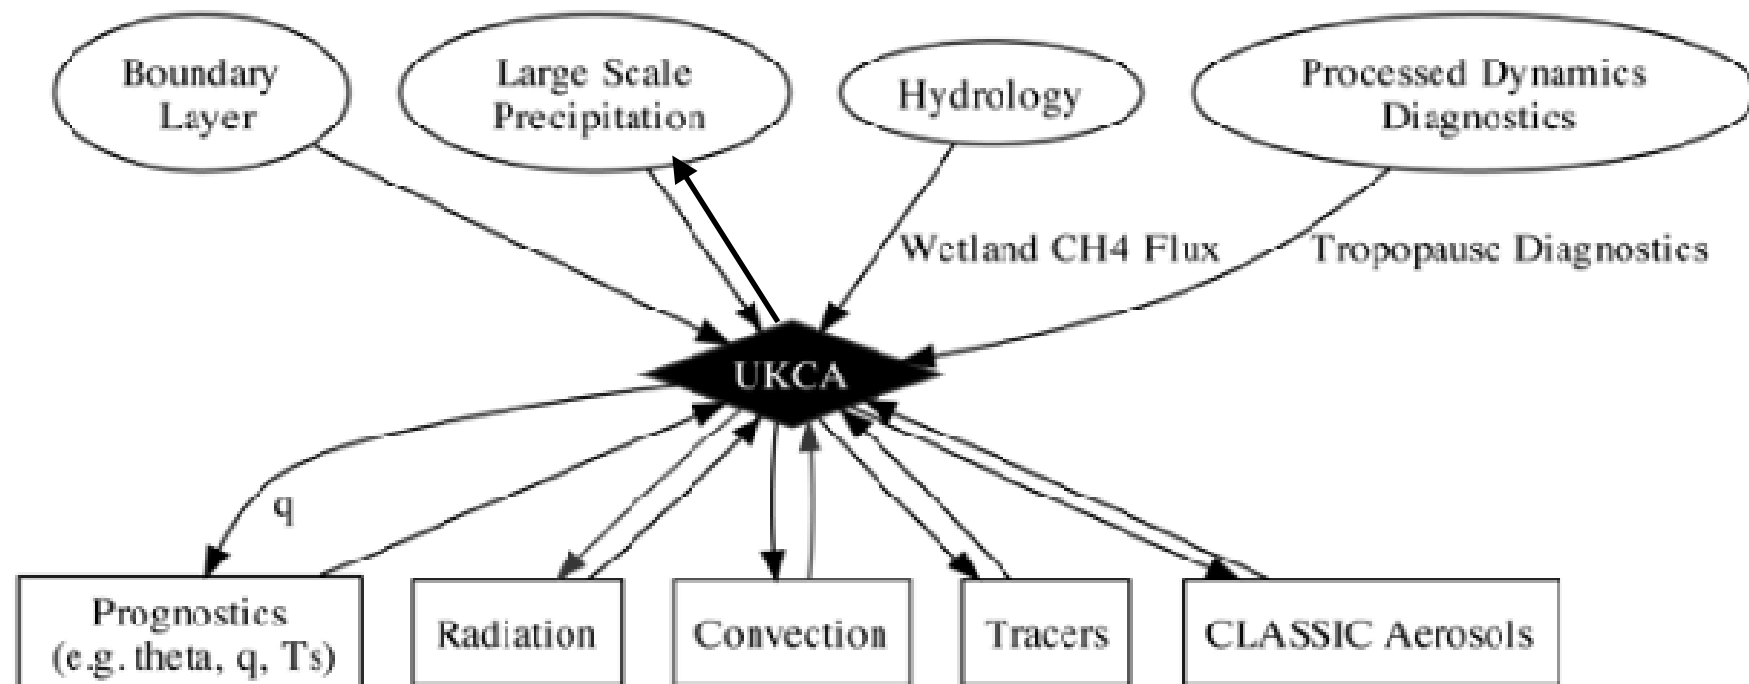 Boundary
Layer
Large Scale
Precipitation
Hydrology
Processed Dynamics
Diagnostics
Wetland CH4 Flux
Tropopause Diagnostics
UKCA
q
Prognostics
(e.g. theta, q, Ts)
Radiation
Convection
Tracers
CLASSIC Aerosols